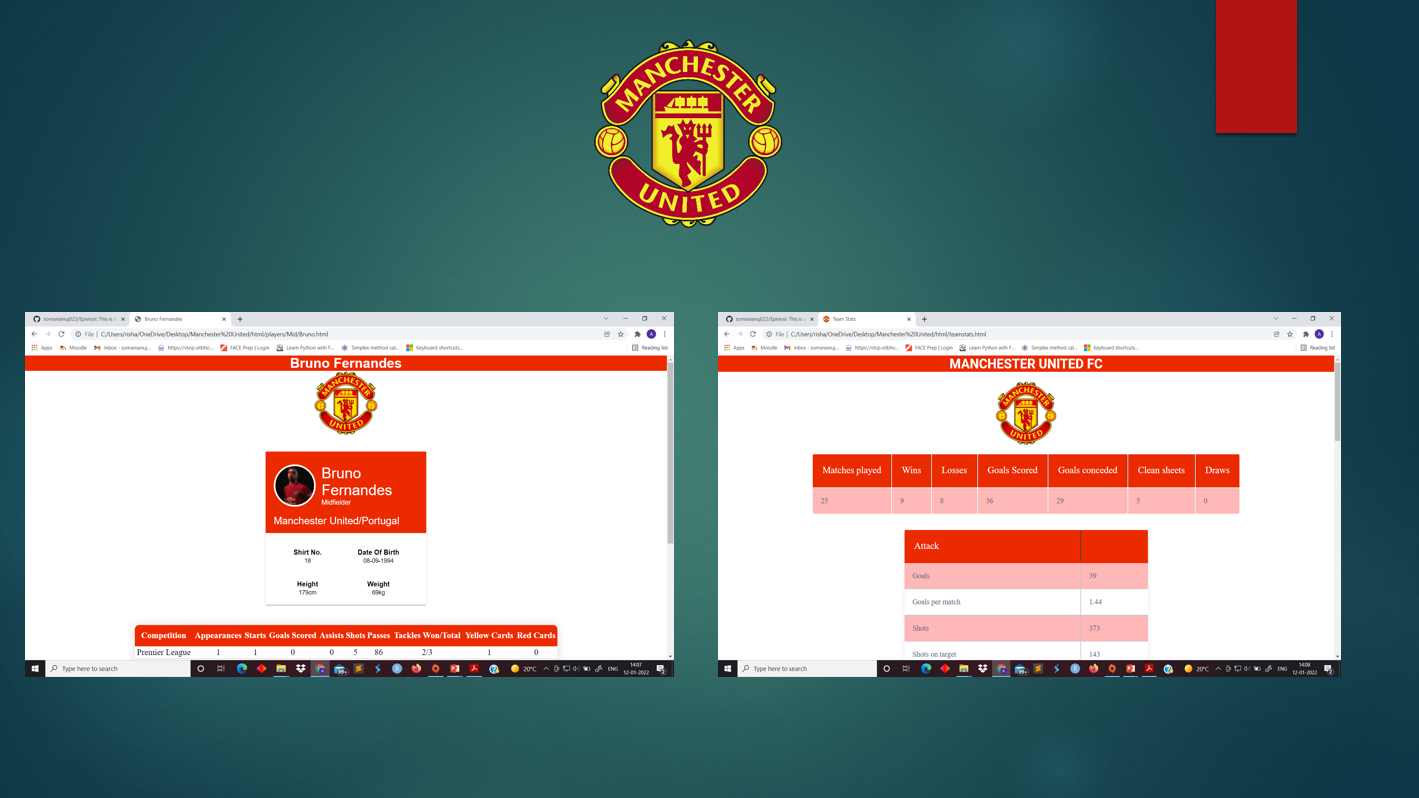 MANCHESTER
UNITED
somanianuj023/Epiviosi: This is a
Bruno Fernandes
File | C:/Users/risha/OneDrive/Desktop/Manchester%20United/html/players/Mid/Bruno.html
Apps Moodle Inbox - somanianuj... https://vtop.vitbho... FACE Prep | Login Learn Python with F... Simplex method cal... Keyboard shortcuts... Reading list
Bruno Fernandes
MANCHESTER
UNITED
Bruno
Fernandes
Midfielder
Manchester United/Portugal
Shirt No. Date Of Birth
18 08-09-1994
Height Weight
179cm 69kg
Competition Appearances Starts Goals Scored Assists Shots Passes Tackles Won/Total Yellow Cards Red Cards
Premier League 1 1 0 0 5 86 2/3 1 0
Type here to search 99+ 20°C ENG 14:07
12-01-2022 2
somanianuj023/Epiviosi: This is a
Team Stats
File | C:/Users/risha/OneDrive/Desktop/Manchester%20United/html/teamstats.html
Apps Moodle Inbox - somanianuj... https://vtop.vitbho... FACE Prep | Login Learn Python with F... Simplex method cal... Keyboard shortcuts... Reading list
MANCHESTER UNITED FC
MANCHESTER
UNITED
Matches played Wins Losses Goals Scored Goals conceded Clean sheets Draws
25 9 8 36 29 5 0
Attack
Goals 39
Goals per match 1.44
Shots 373
Shots on target 143
Type here to search 99+ 20°C ENG 14:08
12-01-2022 2